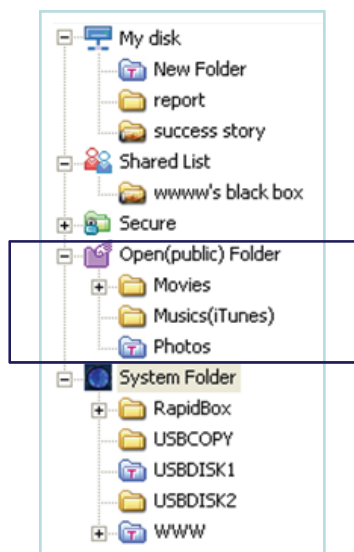 My disk
New Folder
report
success story
Shared List
wwww's black box
Secure
Open(public) Folder
Movies
Musics(iTunes)
Photos
System Folder
RapidBox
USBCOPY
USBDISK1
USBDISK2
WWW